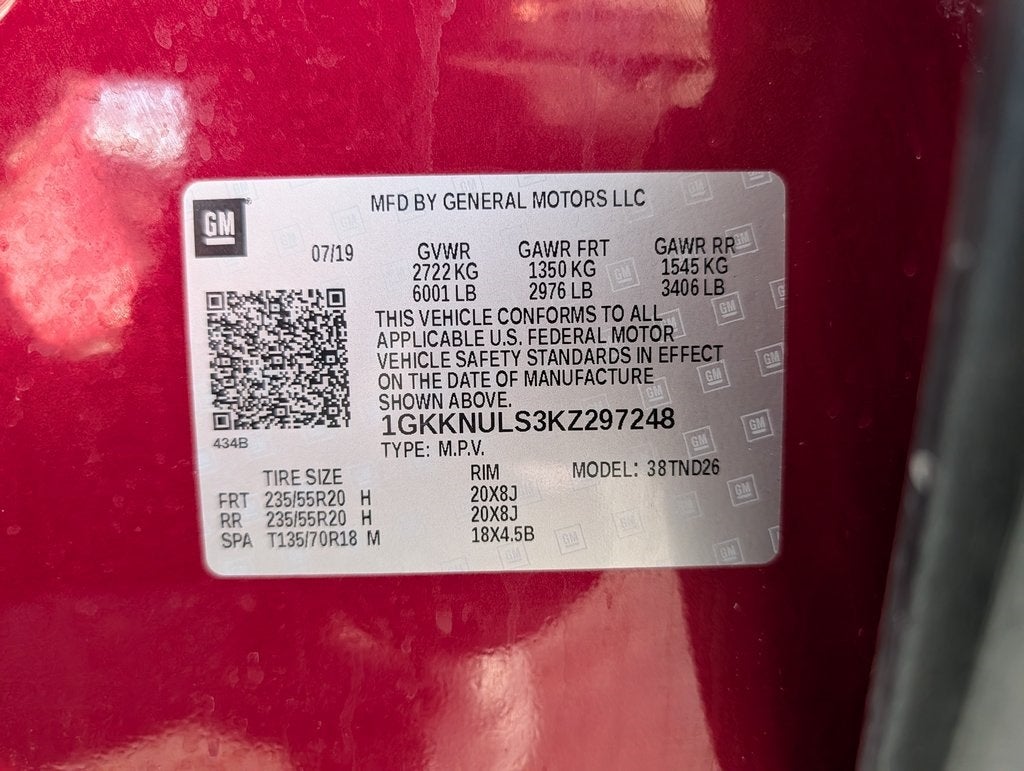 GM
MFD BY GENERAL MOTORS LLC
07/19 GVWR GAWR FRT GAWR RR
2722 KG 1350 KG 1545 KG
6001 LB 2976 LB 3406 LB
THIS VEHICLE CONFORMS TO ALL
APPLICABLE U.S. FEDERAL MOTOR
VEHICLE SAFETY STANDARDS IN EFFECT
ON THE DATE OF MANUFACTURE
SHOWN ABOVE.
1GKKNULS3KZ297248
434B
TYPE: M.P.V.
TIRE SIZE RIM MODEL: 38TND26
FRT 235/55R20 H 20X8J
RR 235/55R20 H 20X8J
SPA T135/70R18 M 18X4.5B